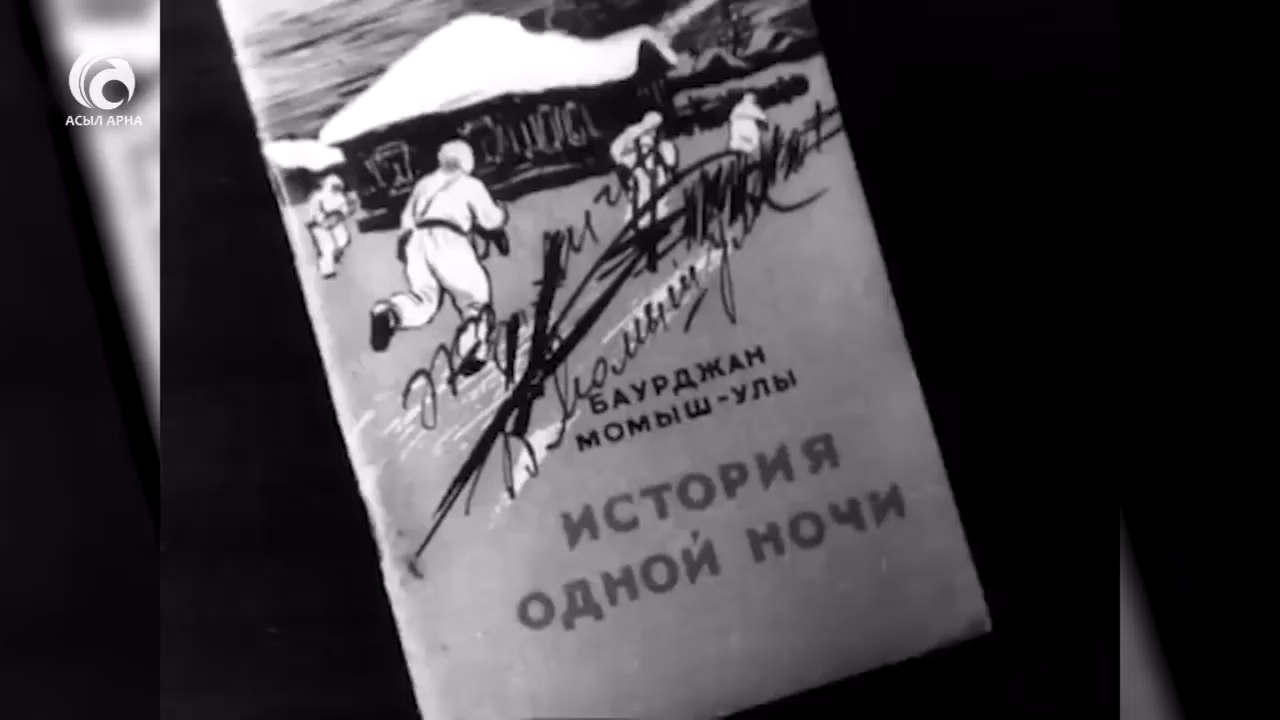 АСЫЛ АРНА
БАУРДЖАН
МОМЫШ-УЛЫ
ИСТОРИЯ
ОДНОЙ НОЧИ